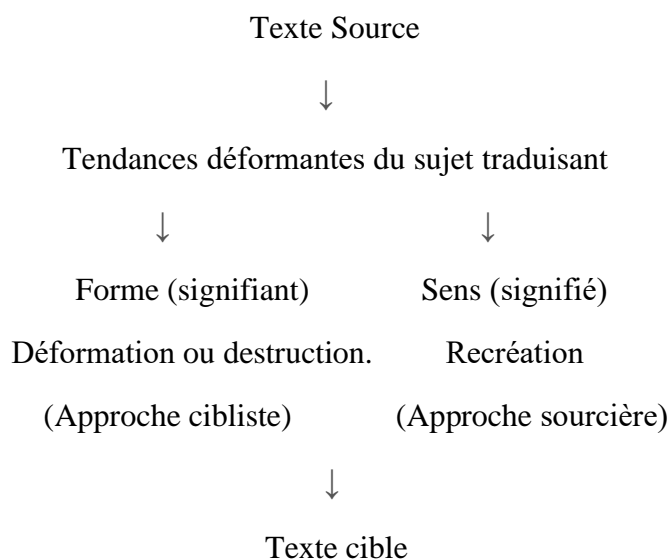 Texte Source
↓
Tendances déformantes du sujet traduisant
↓ ↓
Forme (signifiant) Sens (signifié)
Déformation ou destruction. Recréation
(Approche cibliste) (Approche sourcière)
↓
Texte cible